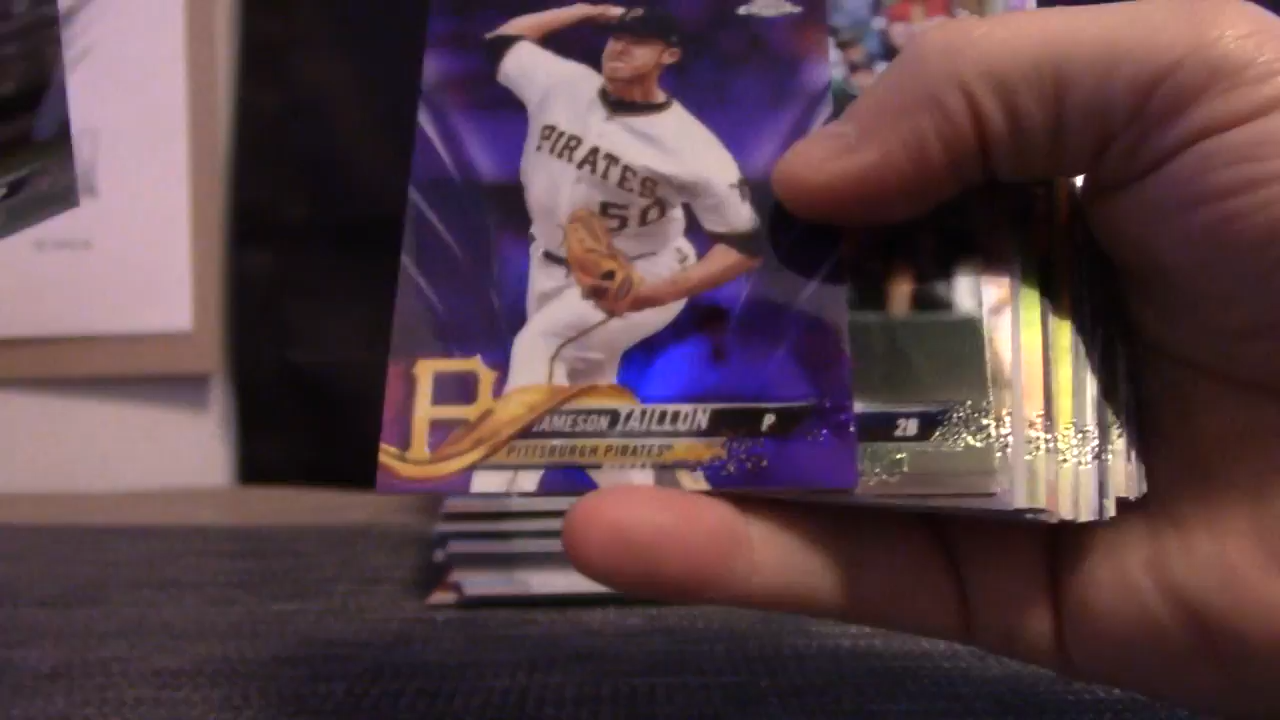 PIRATES
50
JAMESON TAILLON P
PITTSBURGH PIRATES
2B